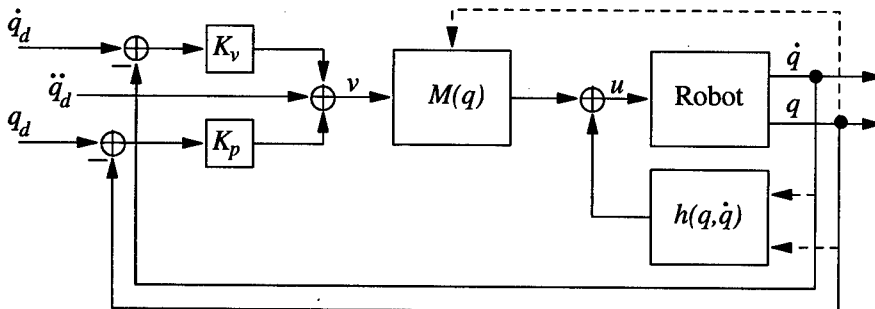 q̇_d
K_v
q̈_d
v
M(q)
u
Robot
q̇
q
q_d
K_p
h(q,q̇)